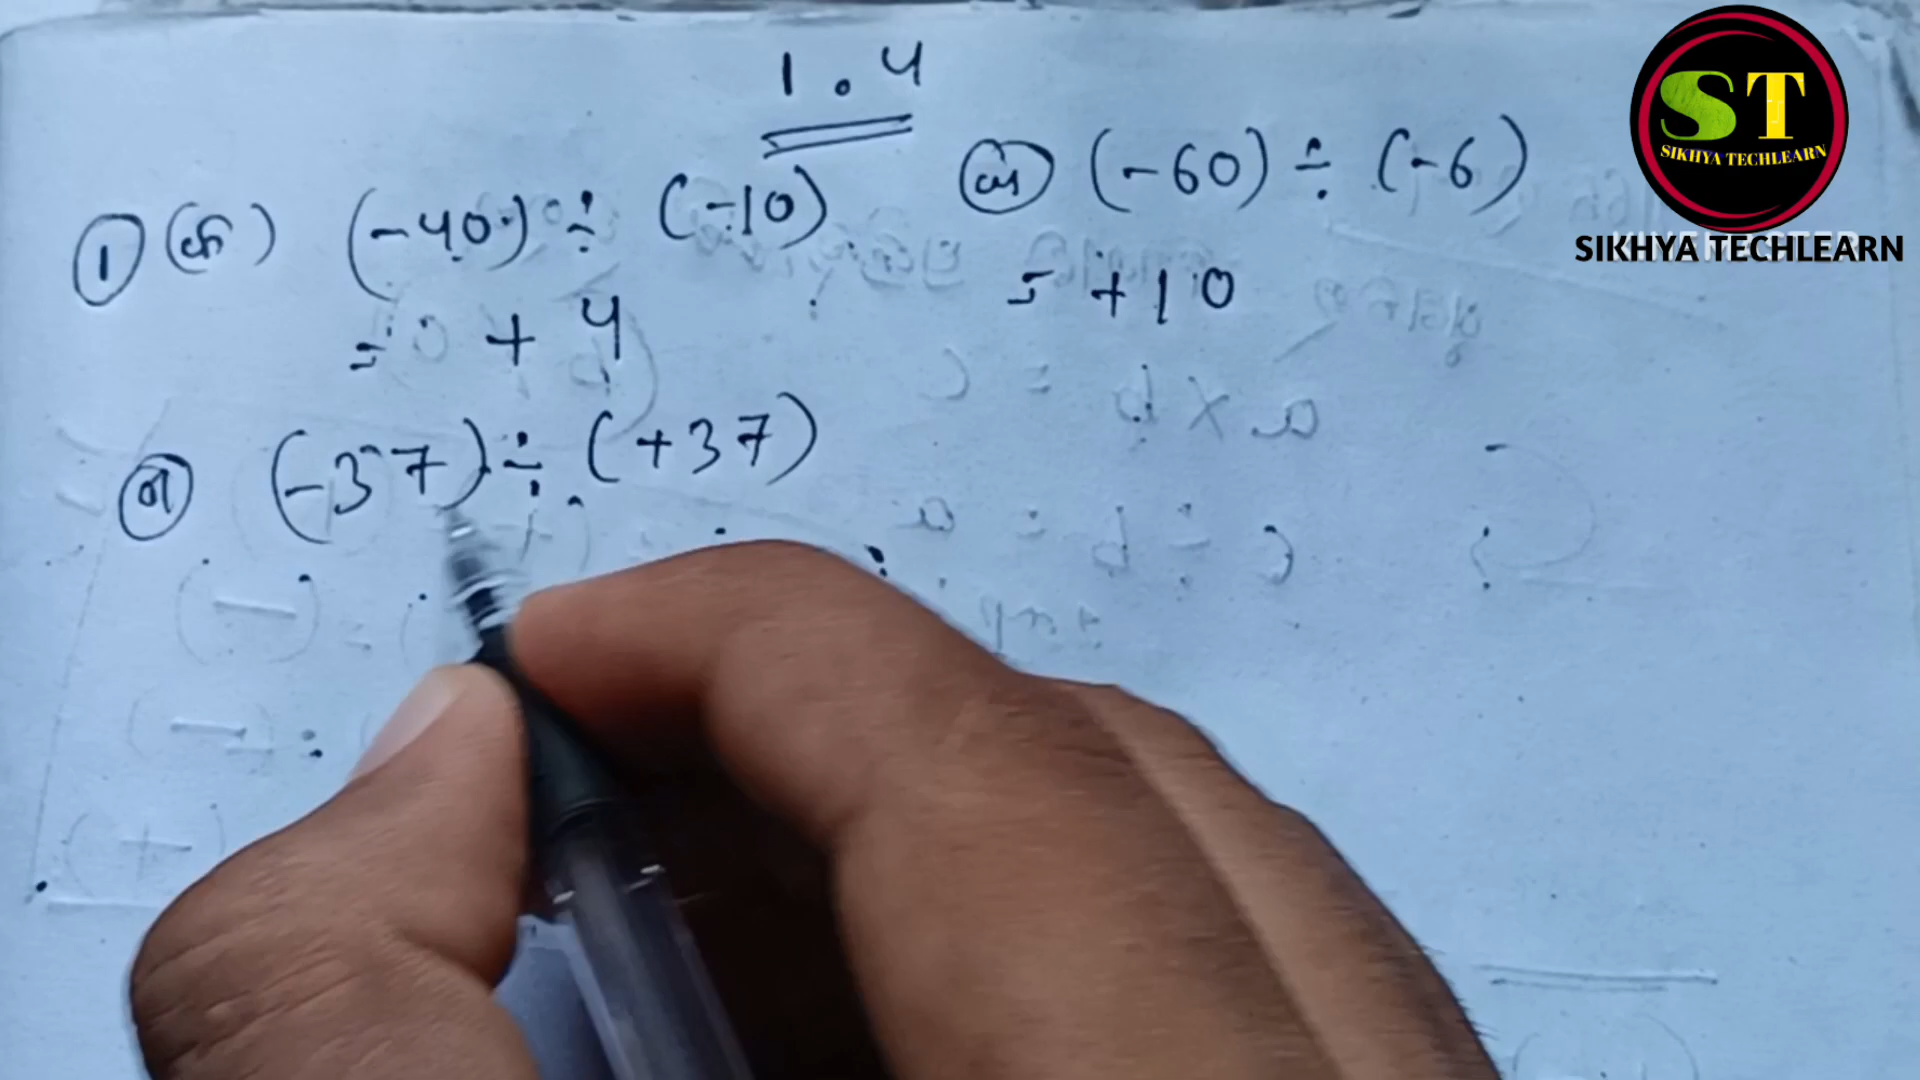 1.4
① (क) (-40) ÷ (-10)
= + 4
(-60) ÷ (-6)
= +10
(-37) ÷ (+37)
ST
SIKHYA TECHLEARN
SIKHYA TECHLEARN